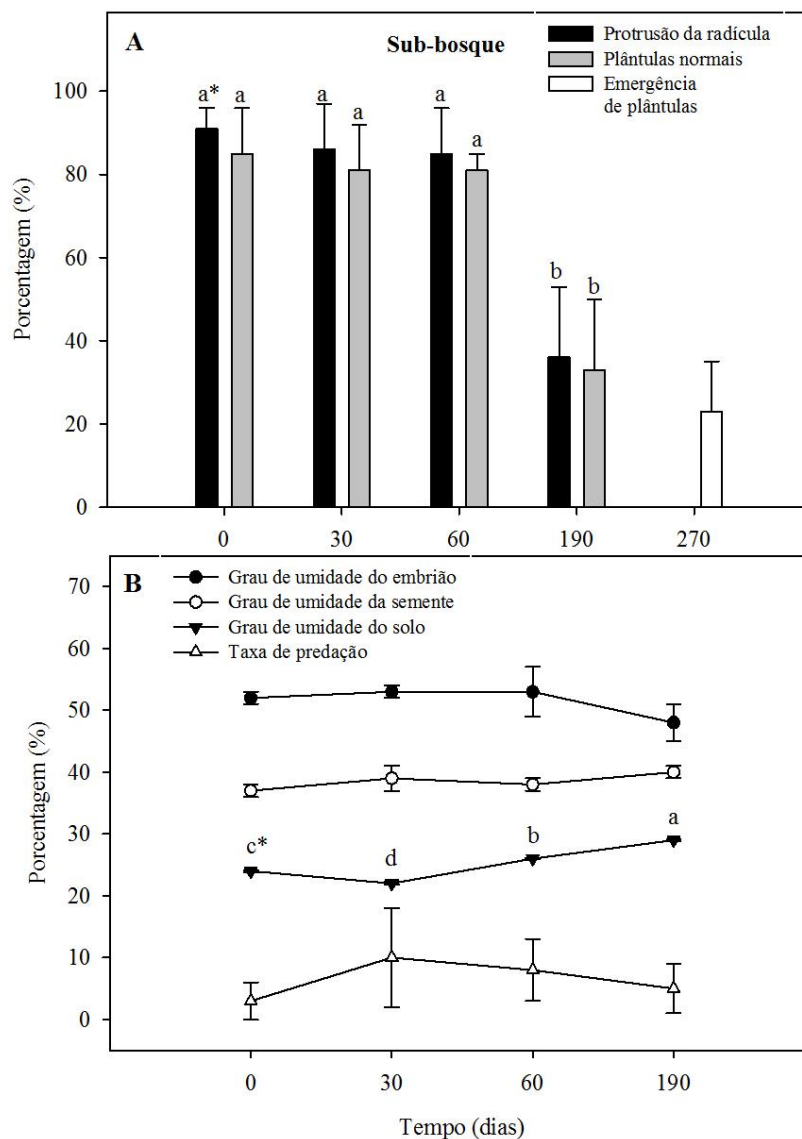 A
Sub-bosque
Protrusão da radícula
Plântulas normais
Emergência
de plântulas
Porcentagem (%)
100
80
60
40
20
0
a* a a a a a b b
0 30 60 190 270
B
Grau de umidade do embrião
Grau de umidade da semente
Grau de umidade do solo
Taxa de predação
Porcentagem (%)
70
60
50
40
30
20
10
0
c* d b a
0 30 60 190
Tempo (dias)